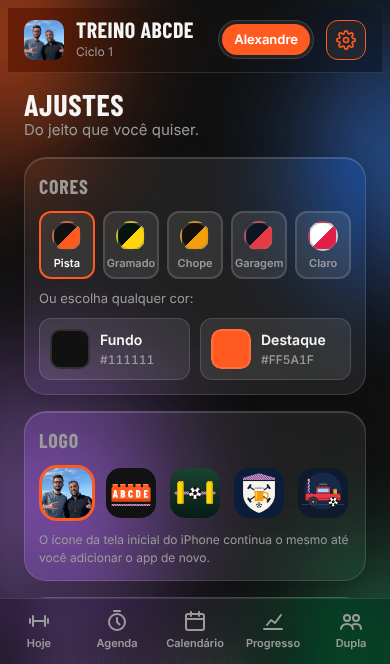 TREINO ABCDE
Ciclo 1
Alexandre
AJUSTES
Do jeito que você quiser.
CORES
Pista
Gramado
Chope
Garagem
Claro
Ou escolha qualquer cor:
Fundo
#111111
Destaque
#FF5A1F
LOGO
ABCDE
O ícone da tela inicial do iPhone continua o mesmo até
você adicionar o app de novo.
Hoje
Agenda
Calendário
Progresso
Dupla